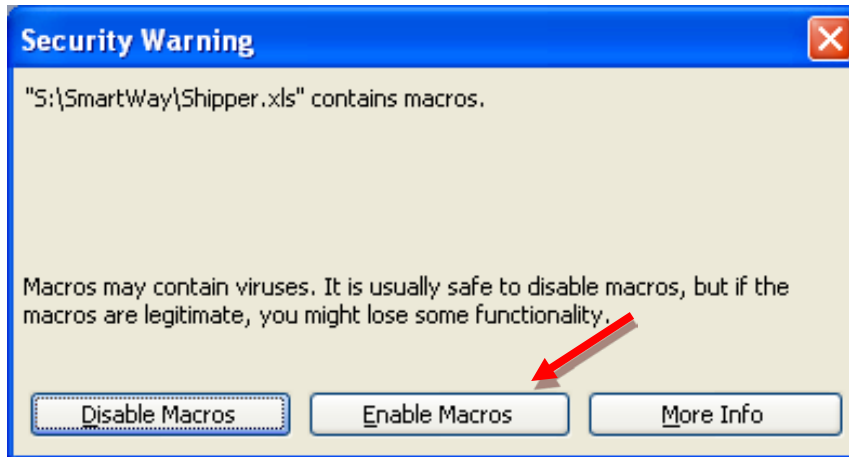 Security Warning
"S:\SmartWay\Shipper.xls" contains macros.
Macros may contain viruses. It is usually safe to disable macros, but if the
macros are legitimate, you might lose some functionality.
Disable Macros Enable Macros More Info